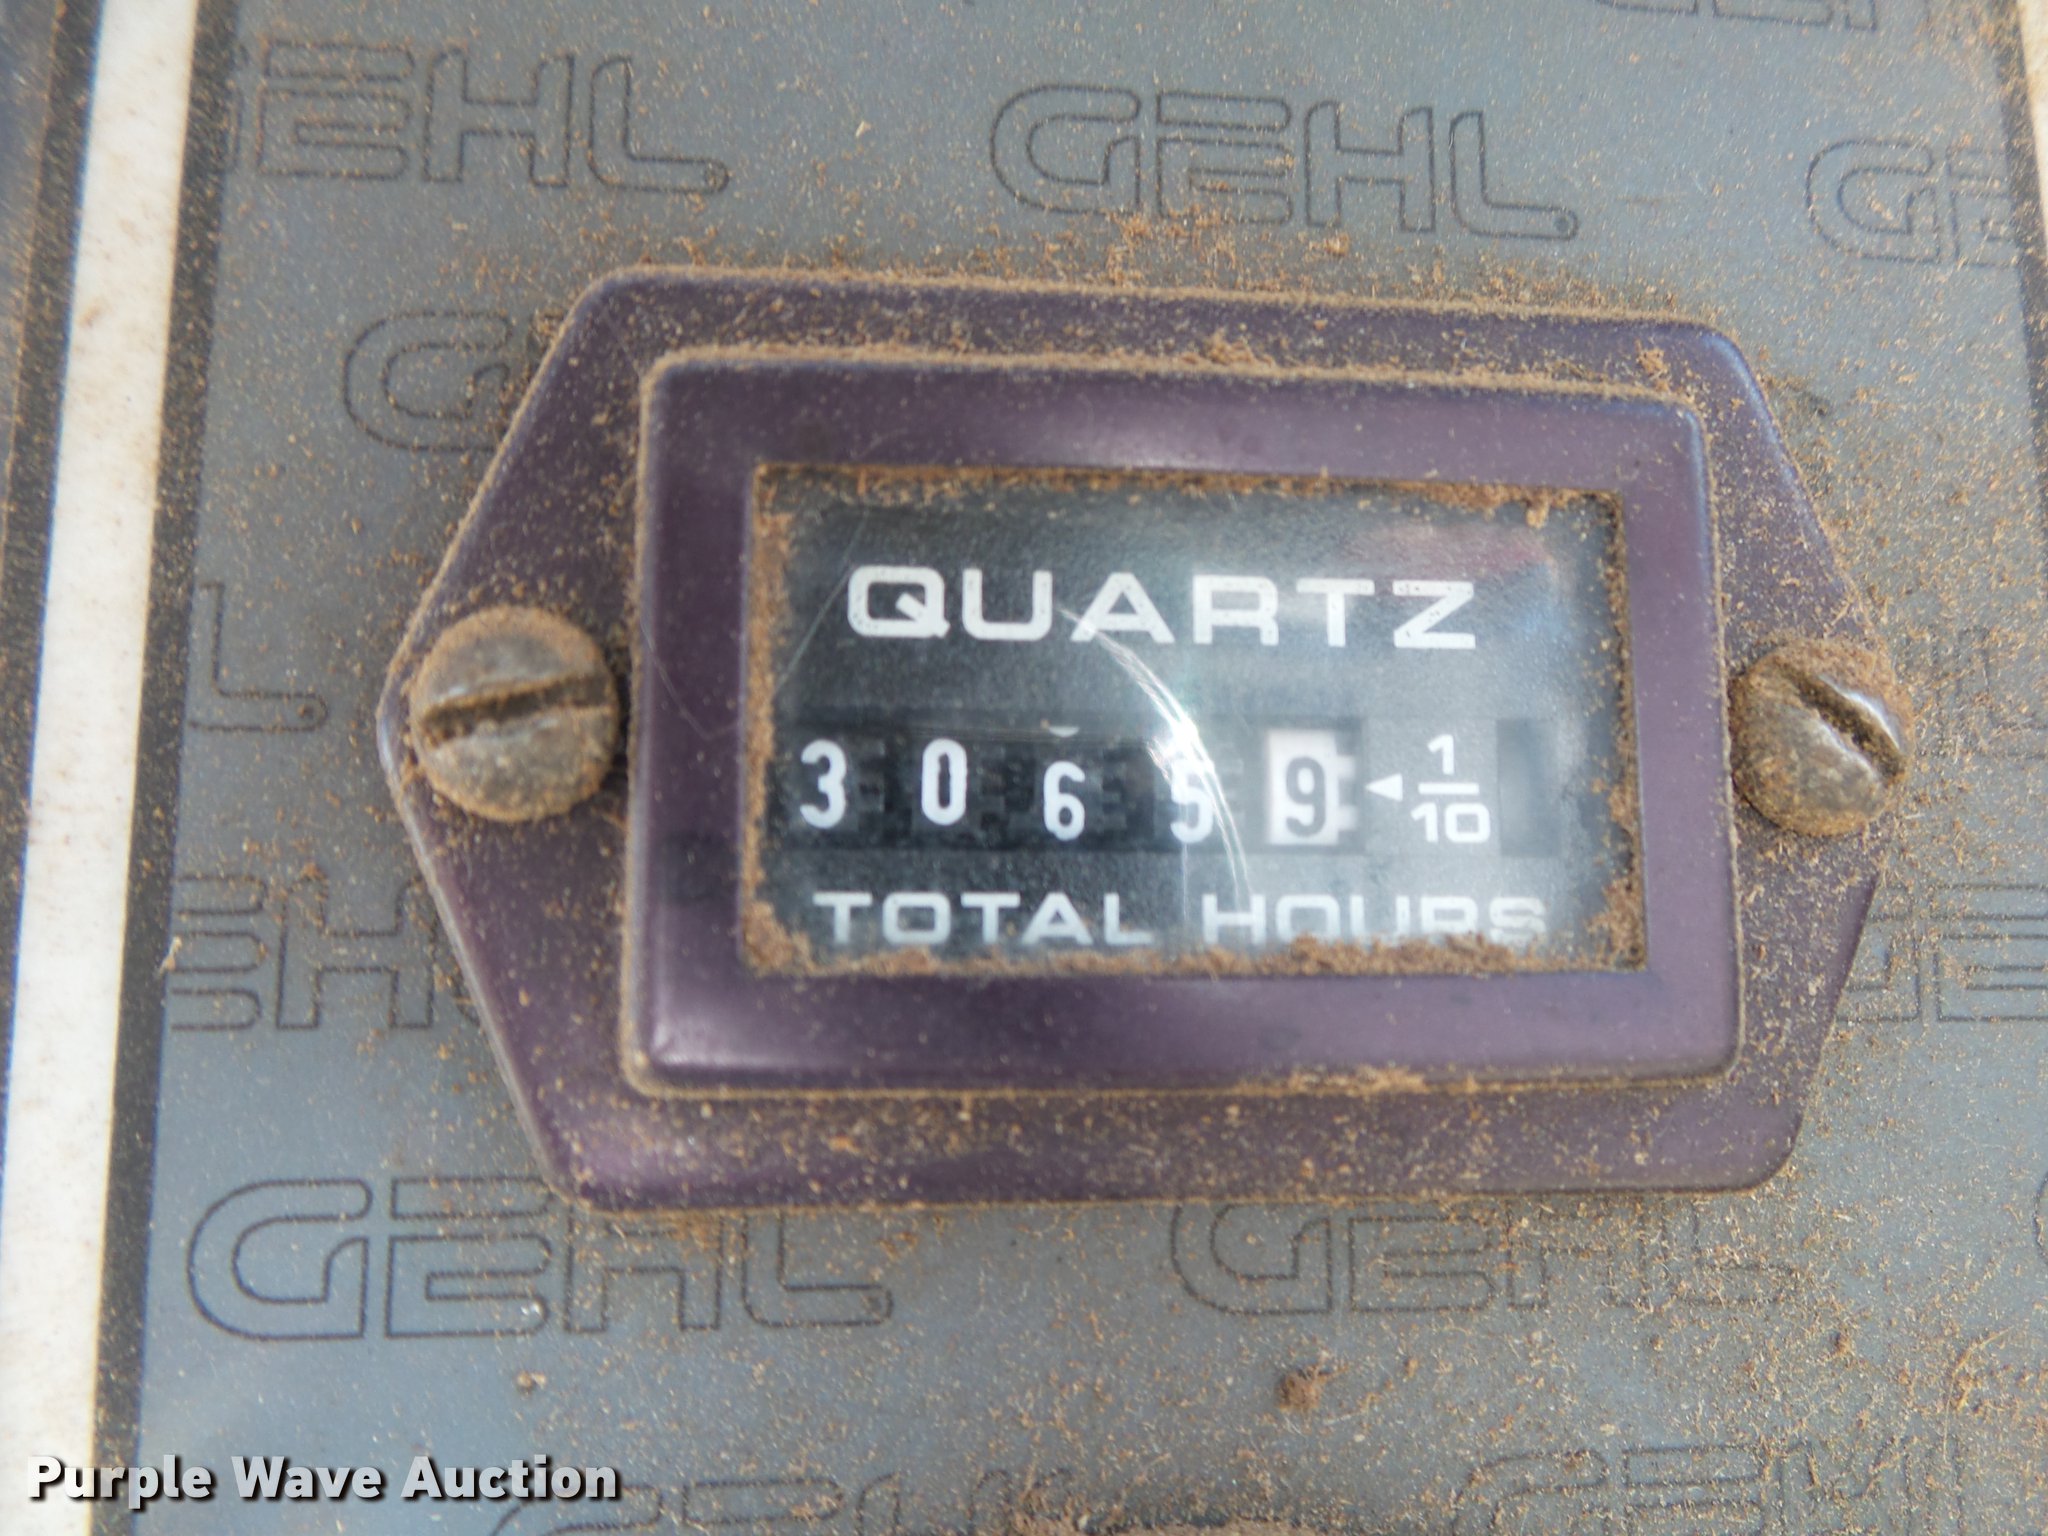 GEHL
GEHL
QUARTZ
3 0 6 5 9 ◄ 1/10
TOTAL HOURS
GEHL
GEHL
Purple Wave Auction